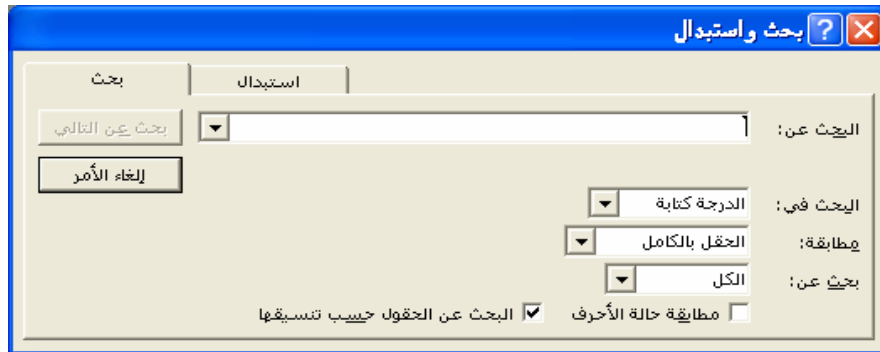 بحث واستبدال
بحث استبدال
البحث عن: بحث عن التالي
إلغاء الأمر
البحث في: الدرجة كتابة
مطابقة: الحقل بالكامل
بحث عن: الكل
مطابقة حالة الأحرف البحث عن الحقول حسب تنسيقها